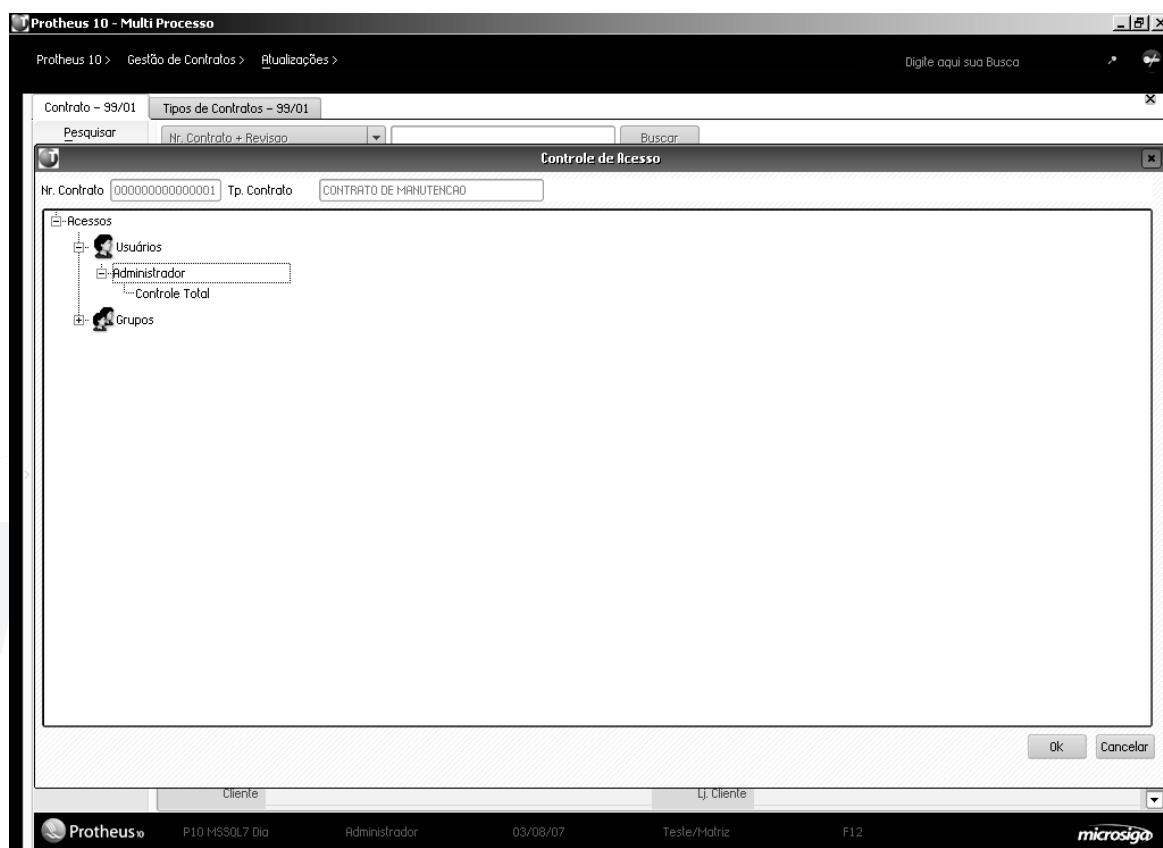 Protheus 10 - Multi Processo
Protheus 10 > Gestão de Contratos > Atualizações > Digite aqui sua Busca
Contrato – 99/01 Tipos de Contratos – 99/01
Pesquisar Nr. Contrato + Revisao Buscar
Controle de Acesso
Nr. Contrato 000000000000001 Tp. Contrato CONTRATO DE MANUTENCAO
Acessos
Usuários
Administrador
Controle Total
Grupos
Ok Cancelar
Cliente Lj. Cliente
Protheus 10 P10 MSSQL7 Dia Administrador 03/08/07 Teste/Matriz F12 microsiga